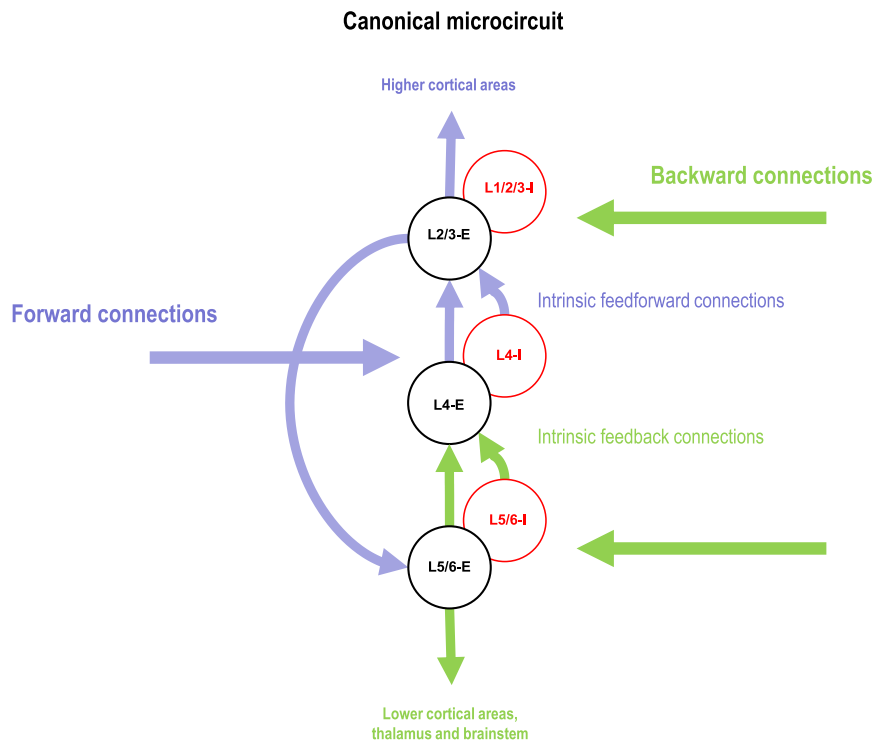 Canonical microcircuit
Higher cortical areas
L1/2/3-I
Backward connections
L2/3-E
Intrinsic feedforward connections
Forward connections
L4-I
L4-E
Intrinsic feedback connections
L5/6-I
L5/6-E
Lower cortical areas,
thalamus and brainstem